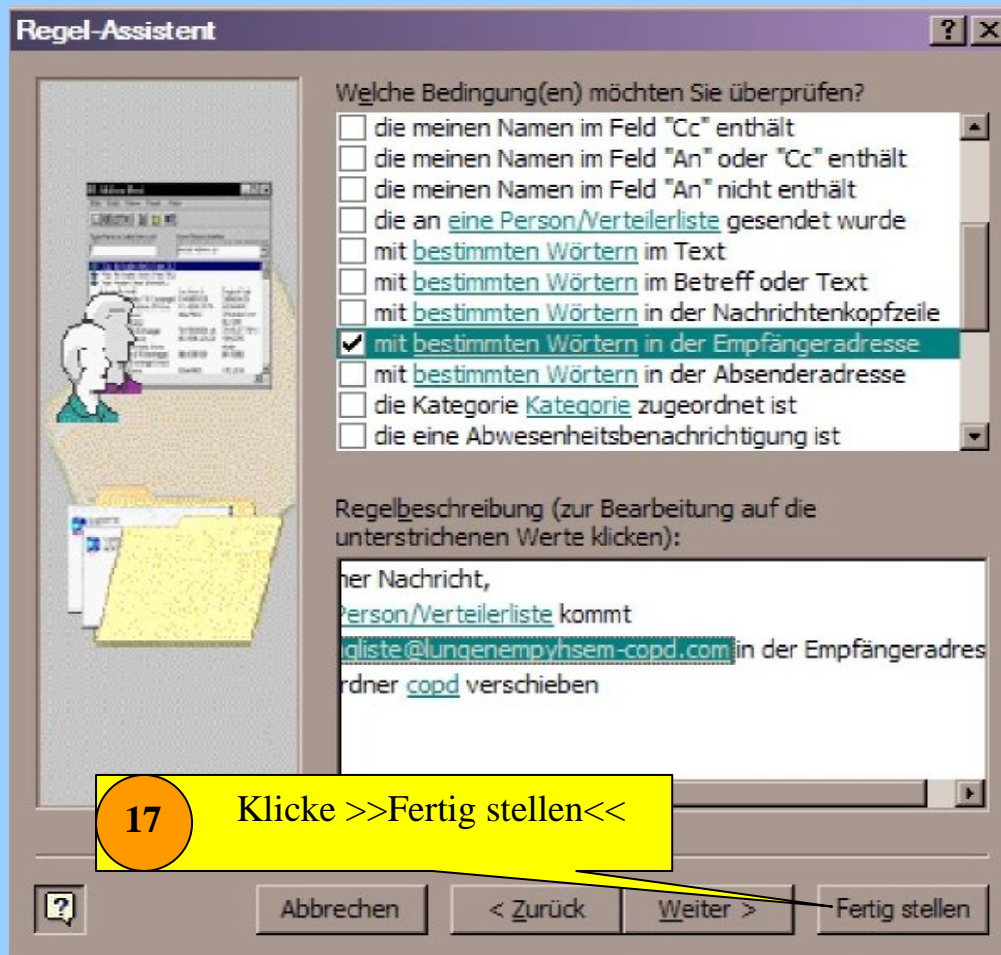 Regel-Assistent
Welche Bedingung(en) möchten Sie überprüfen?
die meinen Namen im Feld "Cc" enthält
die meinen Namen im Feld "An" oder "Cc" enthält
die meinen Namen im Feld "An" nicht enthält
die an eine Person/Verteilerliste gesendet wurde
mit bestimmten Wörtern im Text
mit bestimmten Wörtern im Betreff oder Text
mit bestimmten Wörtern in der Nachrichtenkopfzeile
mit bestimmten Wörtern in der Empfängeradresse
mit bestimmten Wörtern in der Absenderadresse
die Kategorie Kategorie zugeordnet ist
die eine Abwesenheitsbenachrichtigung ist
Regelbeschreibung (zur Bearbeitung auf die
unterstrichenen Werte klicken):
ner Nachricht,
Person/Verteilerliste kommt
ngliste@lungenempyhsem-copd.com in der Empfängeradres
rdner copd verschieben
17 Klicke >>Fertig stellen<<
Abbrechen < Zurück Weiter > Fertig stellen